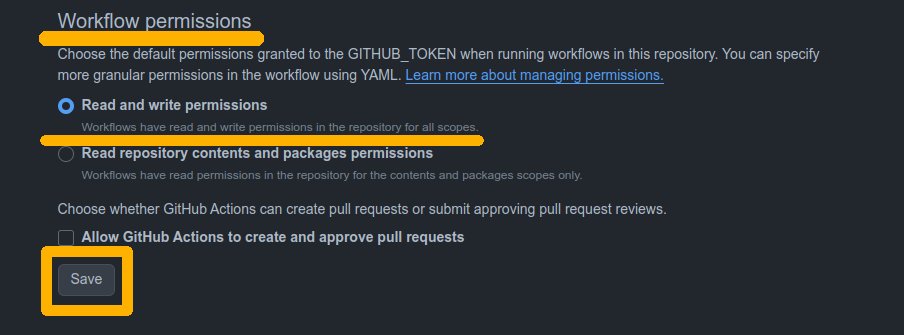 Workflow permissions
Choose the default permissions granted to the GITHUB_TOKEN when running workflows in this repository. You can specify
more granular permissions in the workflow using YAML. Learn more about managing permissions.
Read and write permissions
Workflows have read and write permissions in the repository for all scopes.
Read repository contents and packages permissions
Workflows have read permissions in the repository for the contents and packages scopes only.
Choose whether GitHub Actions can create pull requests or submit approving pull request reviews.
Allow GitHub Actions to create and approve pull requests
Save